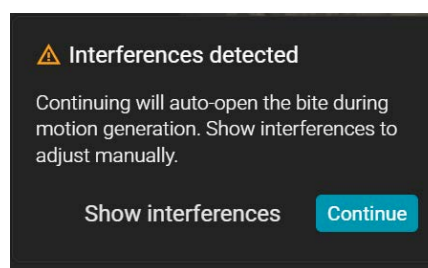 Interferences detected
Continuing will auto-open the bite during
motion generation. Show interferences to
adjust manually.
Show interferences Continue